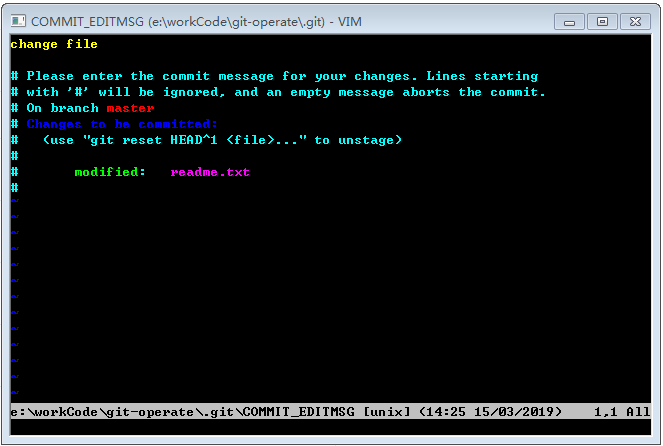 COMMIT_EDITMSG (e:\workCode\git-operate\.git) - VIM
change file
# Please enter the commit message for your changes. Lines starting
# with '#' will be ignored, and an empty message aborts the commit.
# On branch master
# Changes to be committed:
#   (use "git reset HEAD^1 <file>..." to unstage)
#
#       modified:   readme.txt
#
~
~
~
~
~
~
~
~
~
~
~
~
~
e:\workCode\git-operate\.git\COMMIT_EDITMSG [unix] (14:25 15/03/2019)    1,1 All